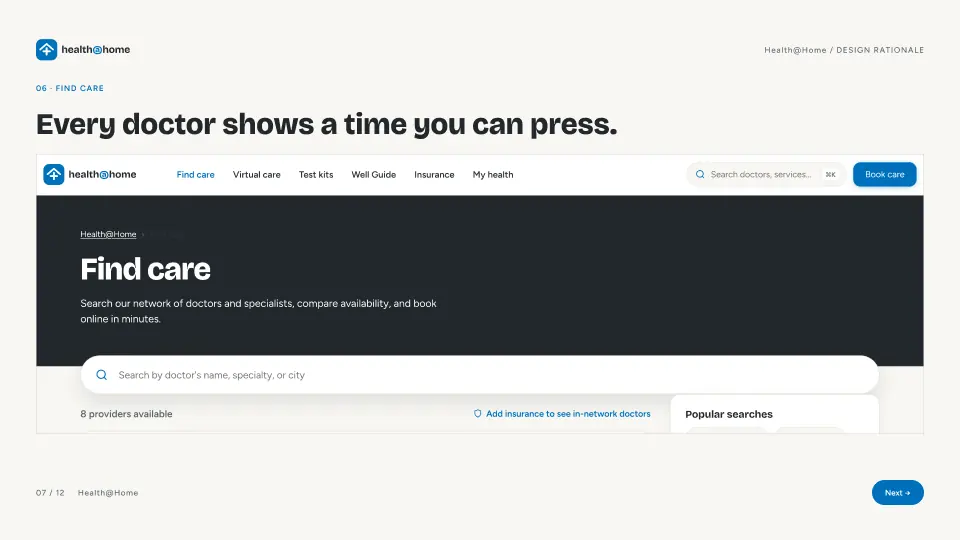 health@home
Health@Home / DESIGN RATIONALE
06 · FIND CARE
Every doctor shows a time you can press.
health@home
Find care
Virtual care
Test kits
Well Guide
Insurance
My health
Search doctors, services...
⌘K
Book care
Health@Home ›
Find care
Search our network of doctors and specialists, compare availability, and book
online in minutes.
Search by doctor's name, specialty, or city
8 providers available
Add insurance to see in-network doctors
Popular searches
07 / 12
Health@Home
Next →